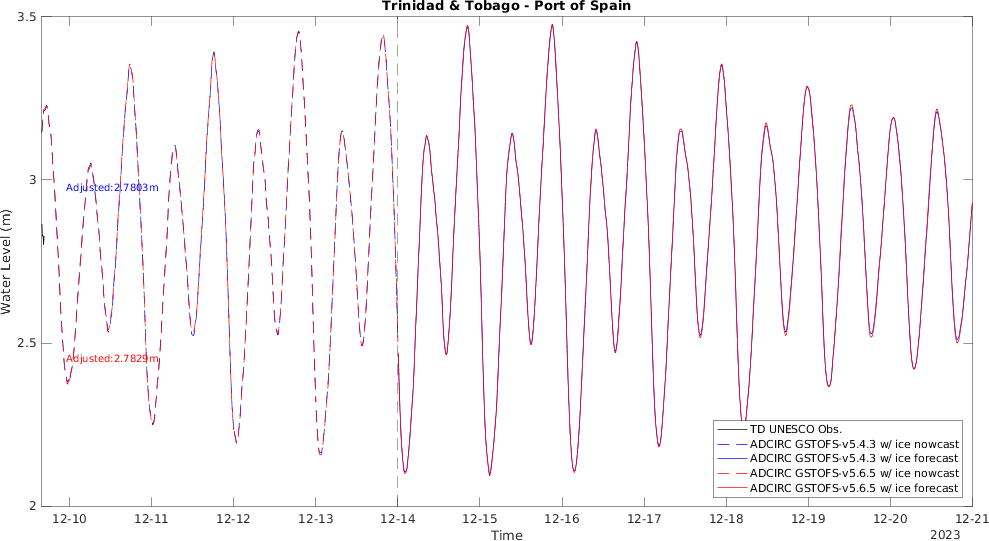 Trinidad & Tobago - Port of Spain
3.5
3
2.5
2
Water Level (m)
Adjusted:2.7803m
Adjusted:2.7829m
TD UNESCO Obs.
ADCIRC GSTOFS-v5.4.3 w/ ice nowcast
ADCIRC GSTOFS-v5.4.3 w/ ice forecast
ADCIRC GSTOFS-v5.6.5 w/ ice nowcast
ADCIRC GSTOFS-v5.6.5 w/ ice forecast
12-10 12-11 12-12 12-13 12-14 12-15 12-16 12-17 12-18 12-19 12-20 12-21
Time
2023